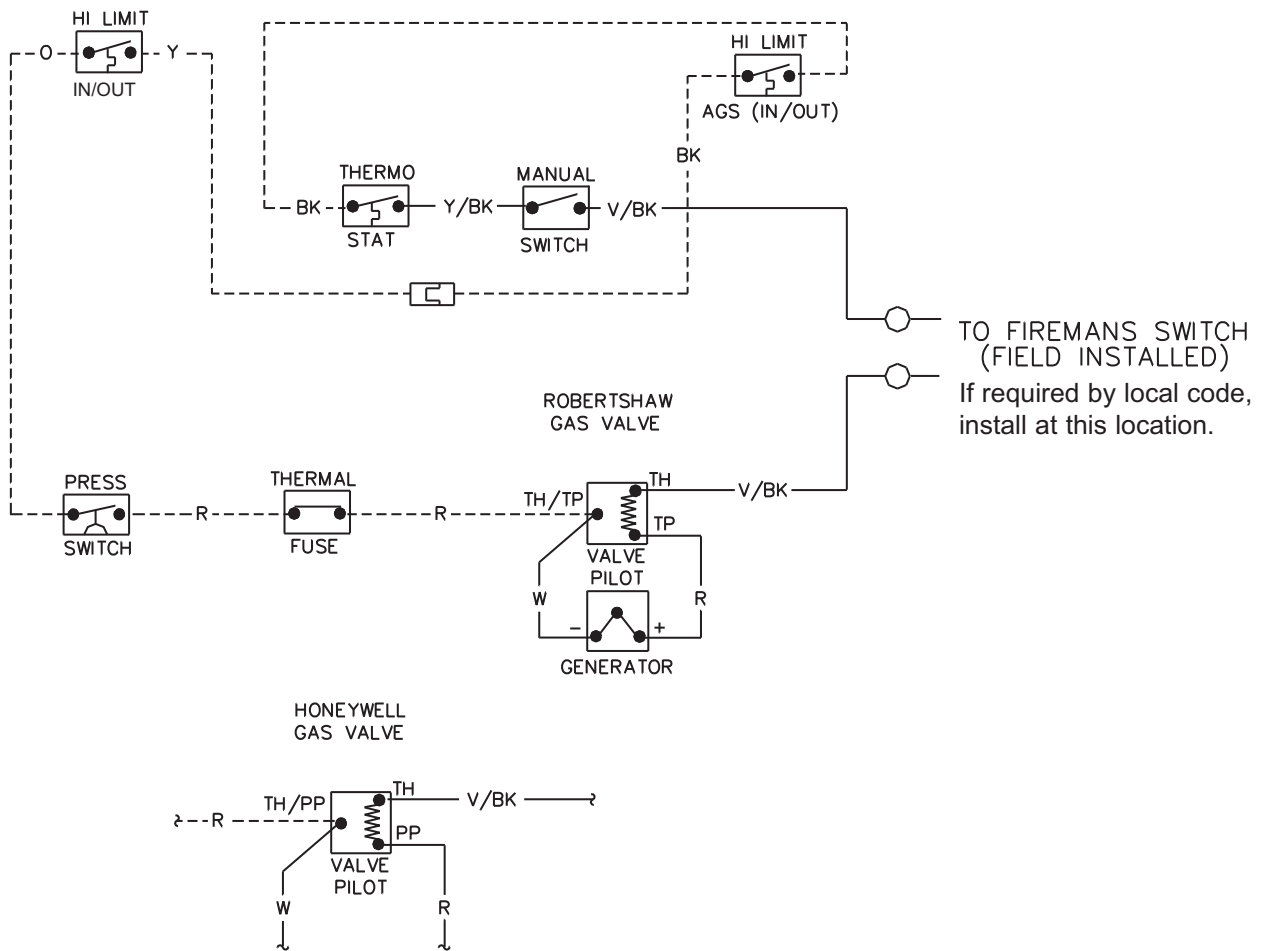 HI LIMIT
O
Y
IN/OUT
HI LIMIT
AGS (IN/OUT)
BK
THERMO
MANUAL
BK
Y/BK
V/BK
STAT
SWITCH
TO FIREMANS SWITCH
(FIELD INSTALLED)
If required by local code,
install at this location.
ROBERTSHAW
GAS VALVE
PRESS
THERMAL
TH/TP
TH
V/BK
R
R
SWITCH
FUSE
TP
VALVE
PILOT
W
R
-
+
GENERATOR
HONEYWELL
GAS VALVE
TH/PP
TH
V/BK
R
PP
VALVE
PILOT
W
R